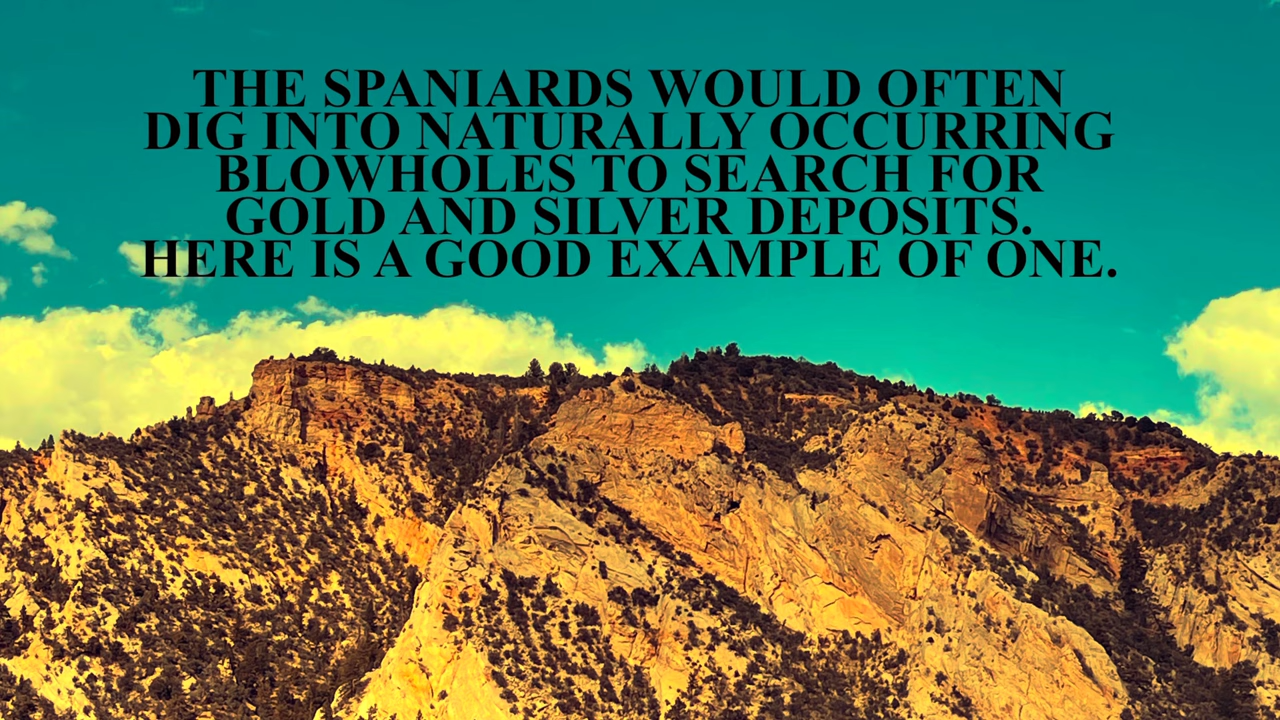 THE SPANIARDS WOULD OFTEN
DIG INTO NATURALLY OCCURRING
BLOWHOLES TO SEARCH FOR
GOLD AND SILVER DEPOSITS.
HERE IS A GOOD EXAMPLE OF ONE.